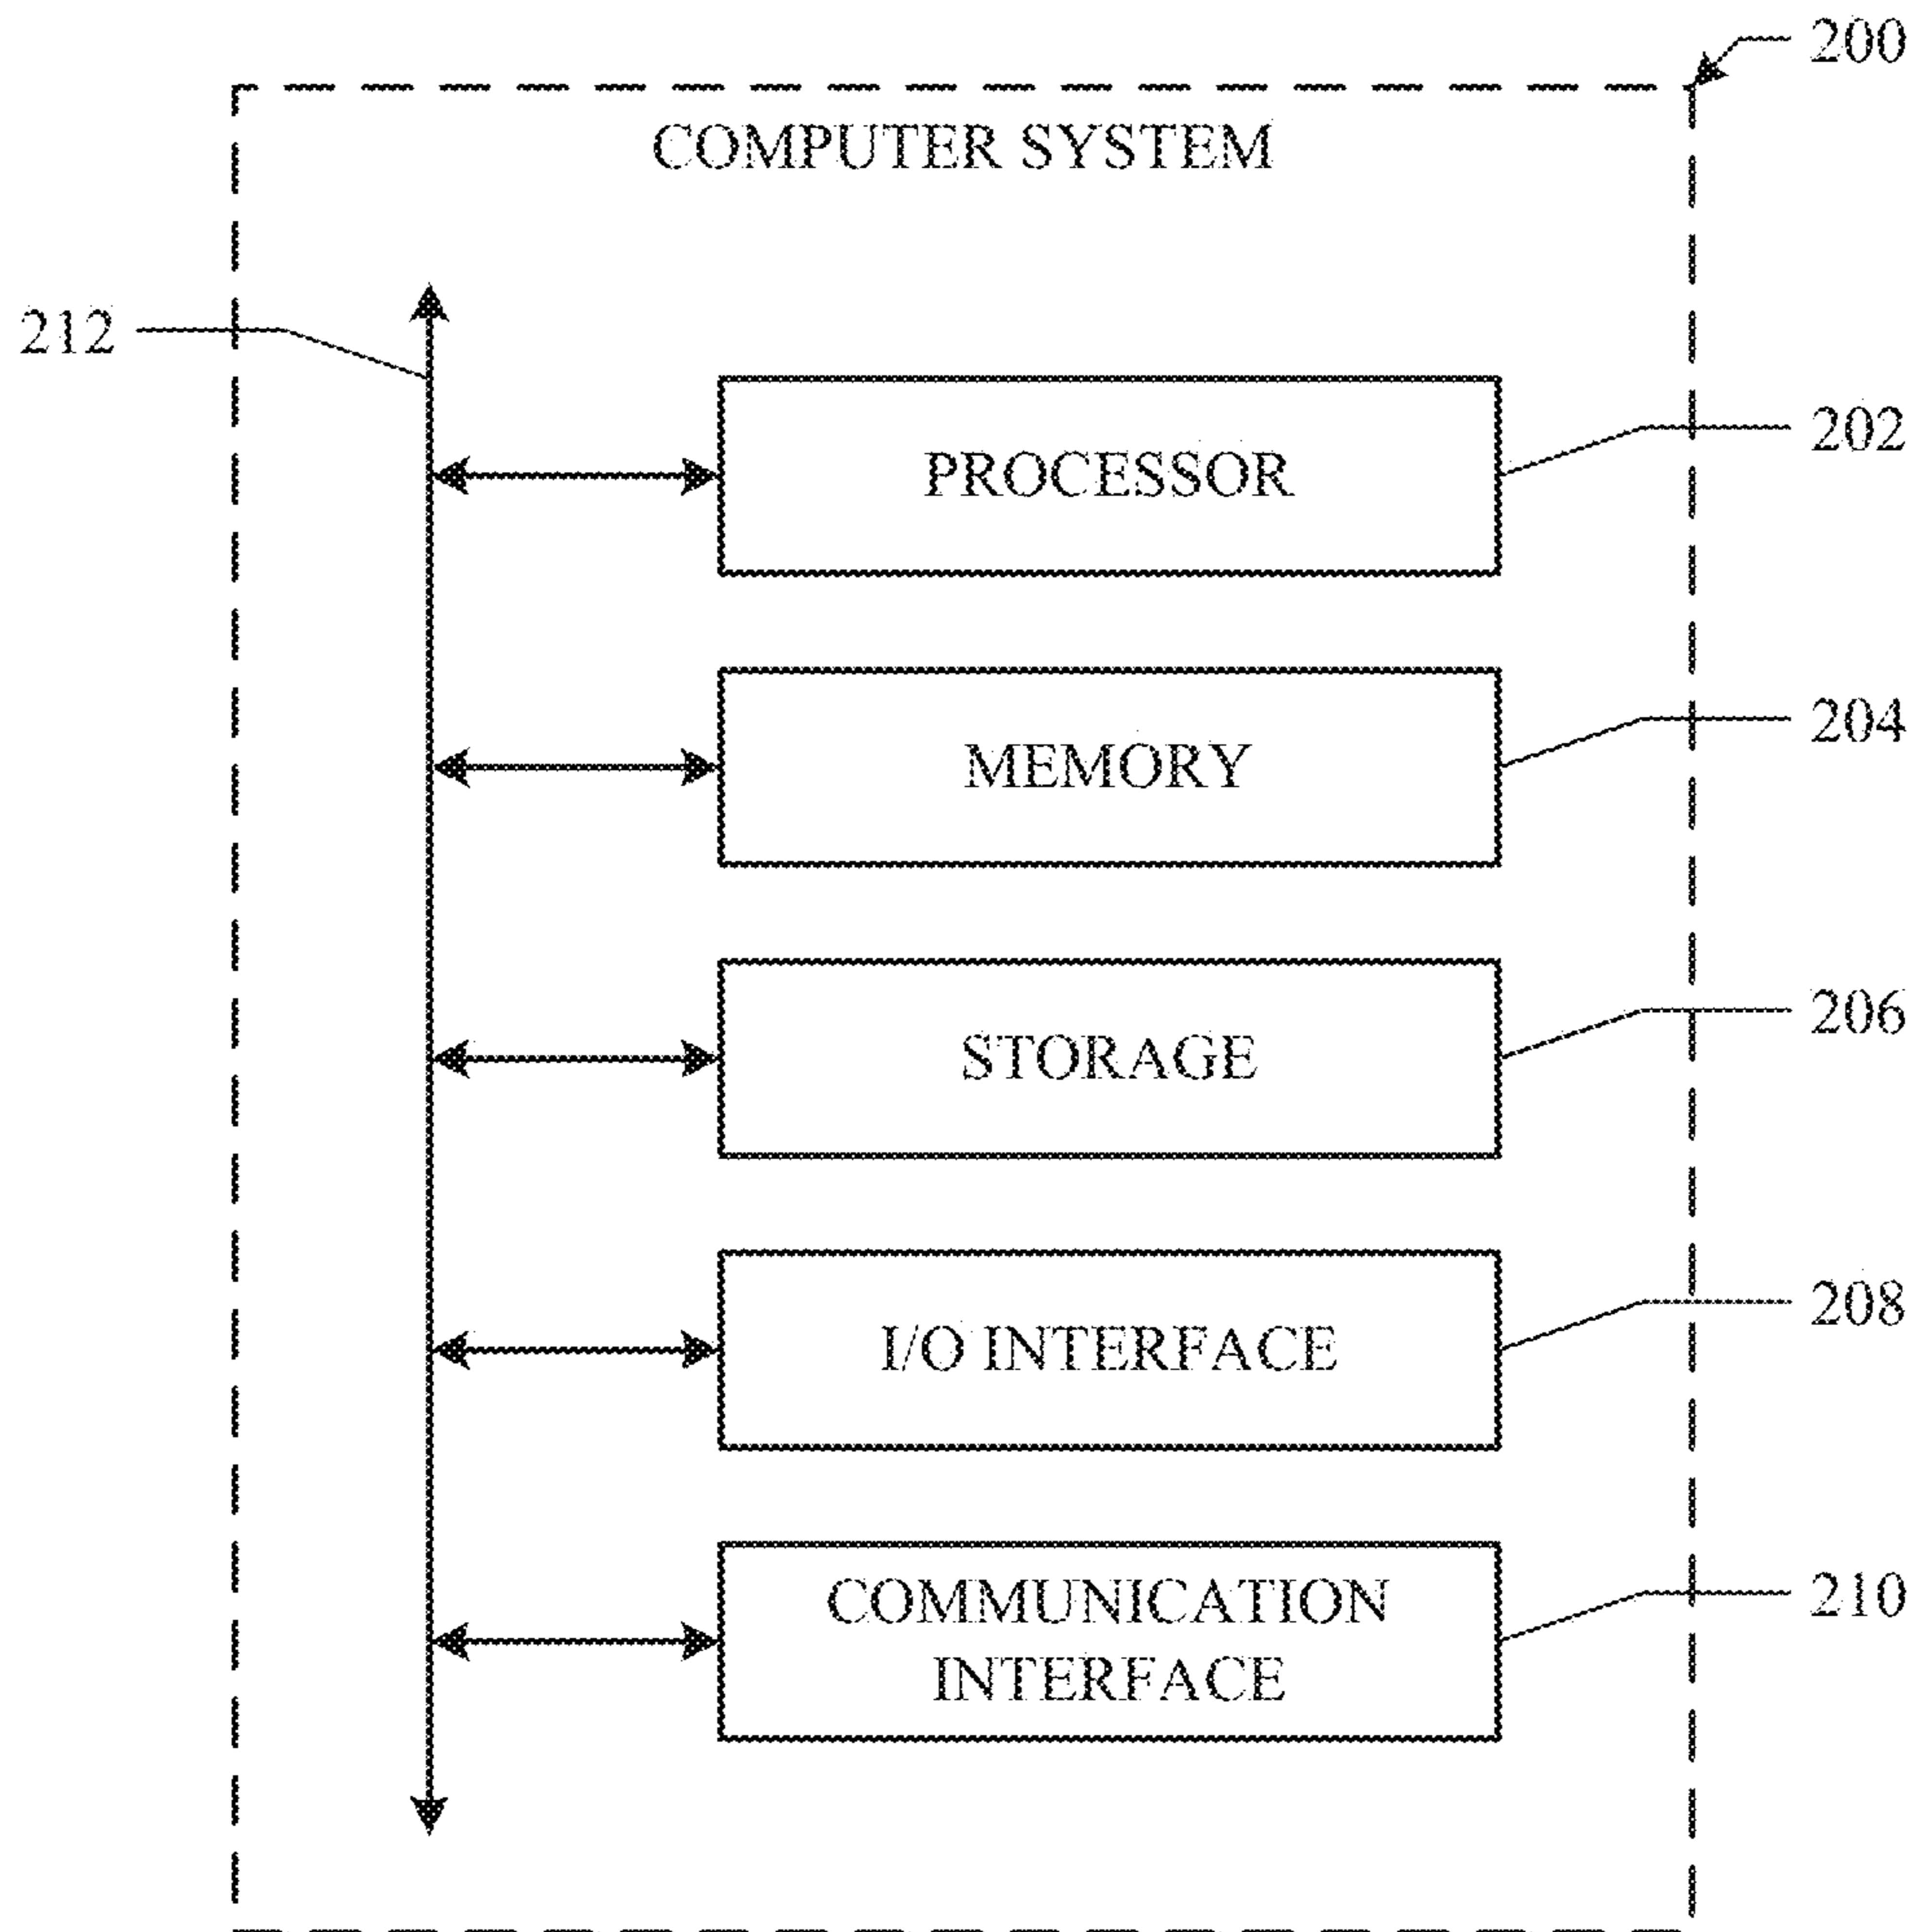 200
COMPUTER SYSTEM
212
202
PROCESSOR
204
MEMORY
206
STORAGE
208
I/O INTERFACE
210
COMMUNICATION
INTERFACE